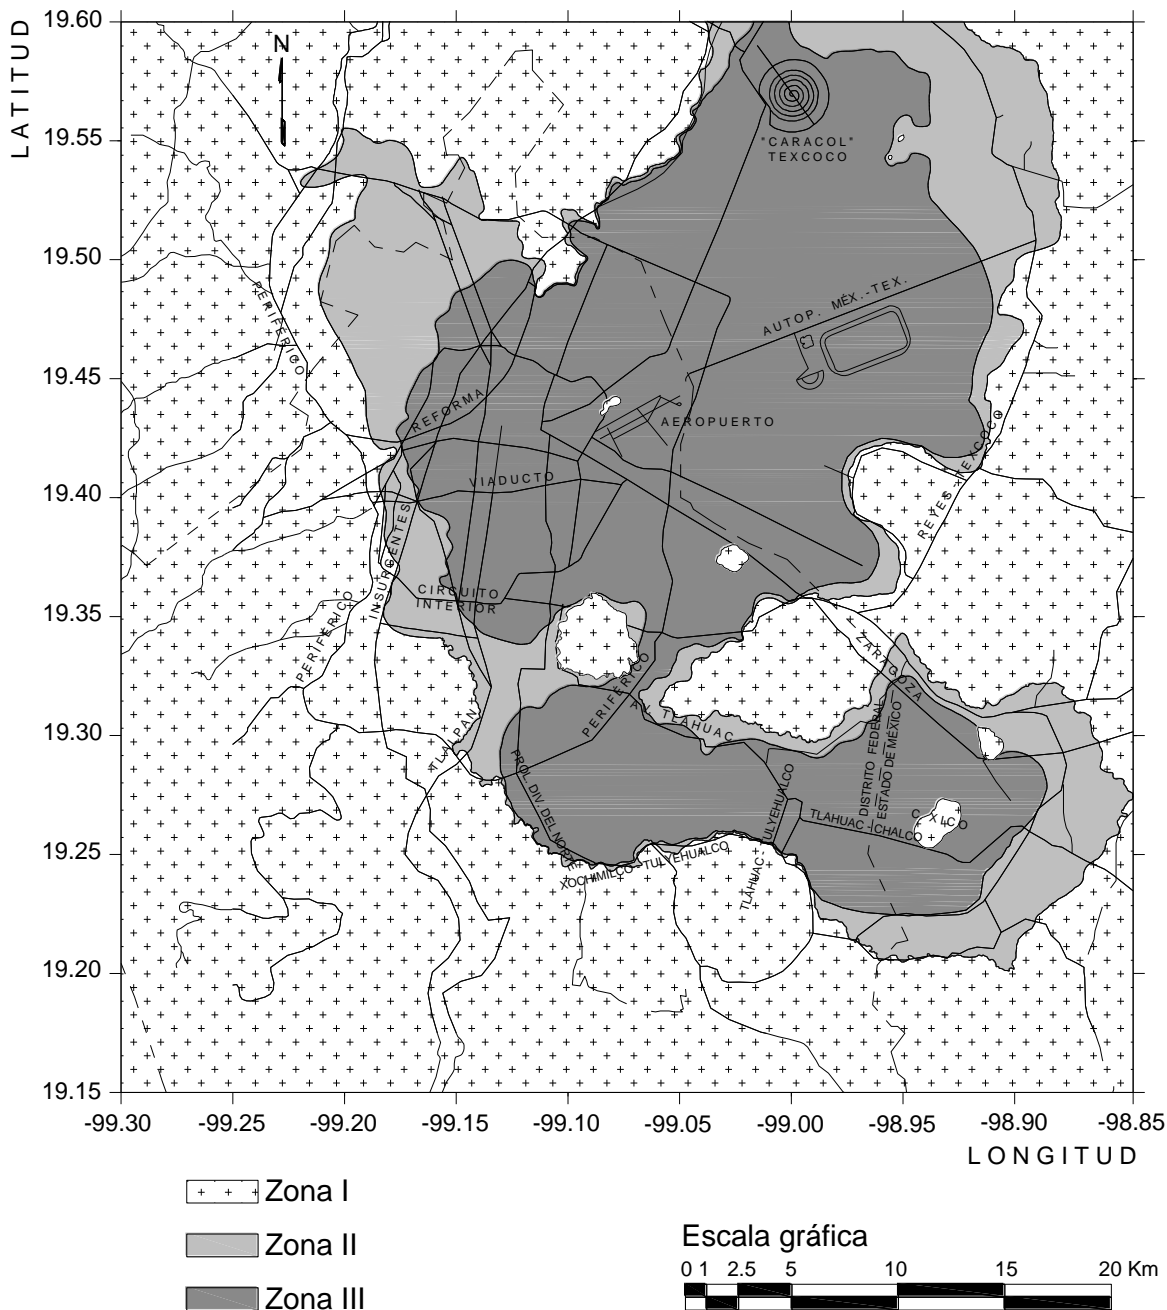 LATITUD
19.60
N
"CARACOL"
TEXCOCO
19.55
19.50
PERIFÉRICO
AUTOP. MÉX.-TEX.
19.45
REFORMA
AEROPUERTO
REYES-TEXCOCO
VIADUCTO
19.40
INSURGENTES
CIRCUITO
INTERIOR
19.35
PERIFÉRICO
ZARAGOZA
PERIFÉRICO
AV. TLAHUAC
19.30
TLALPAN
DISTRITO FEDERAL
ESTADO DE MÉXICO
PROL. DIV. DEL NORTE
TLAHUAC - TULYEHUALCO
TLAHUAC - CHALCO
XICO
19.25
XOCHIMILCO - TULYEHUALCO
19.20
19.15
-99.30 -99.25 -99.20 -99.15 -99.10 -99.05 -99.00 -98.95 -98.90 -98.85
LONGITUD
Zona I
Zona II
Zona III
Escala gráfica
0 1 2.5 5 10 15 20 Km